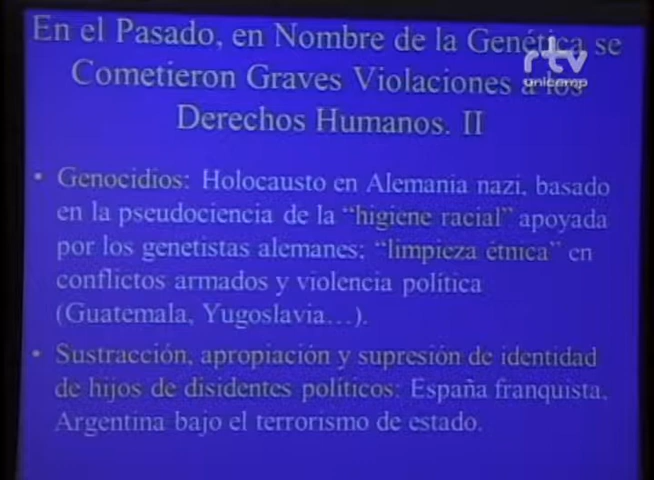 En el Pasado, en Nombre de la Genética se
Cometieron Graves Violaciones a los
Derechos Humanos. II
rtv
unicamp
• Genocidios: Holocausto en Alemania nazi, basado
en la pseudociencia de la “higiene racial” apoyada
por los genetistas alemanes; “limpieza étnica” en
conflictos armados y violencia política
(Guatemala, Yugoslavia…).
• Sustracción, apropiación y supresión de identidad
de hijos de disidentes políticos: España franquista,
Argentina bajo el terrorismo de estado.